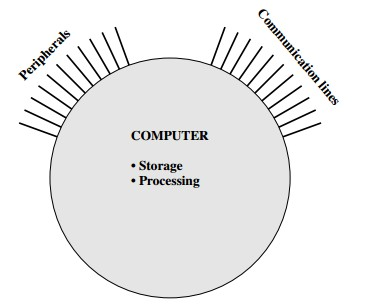 Peripherals
Communication lines
COMPUTER
• Storage
• Processing